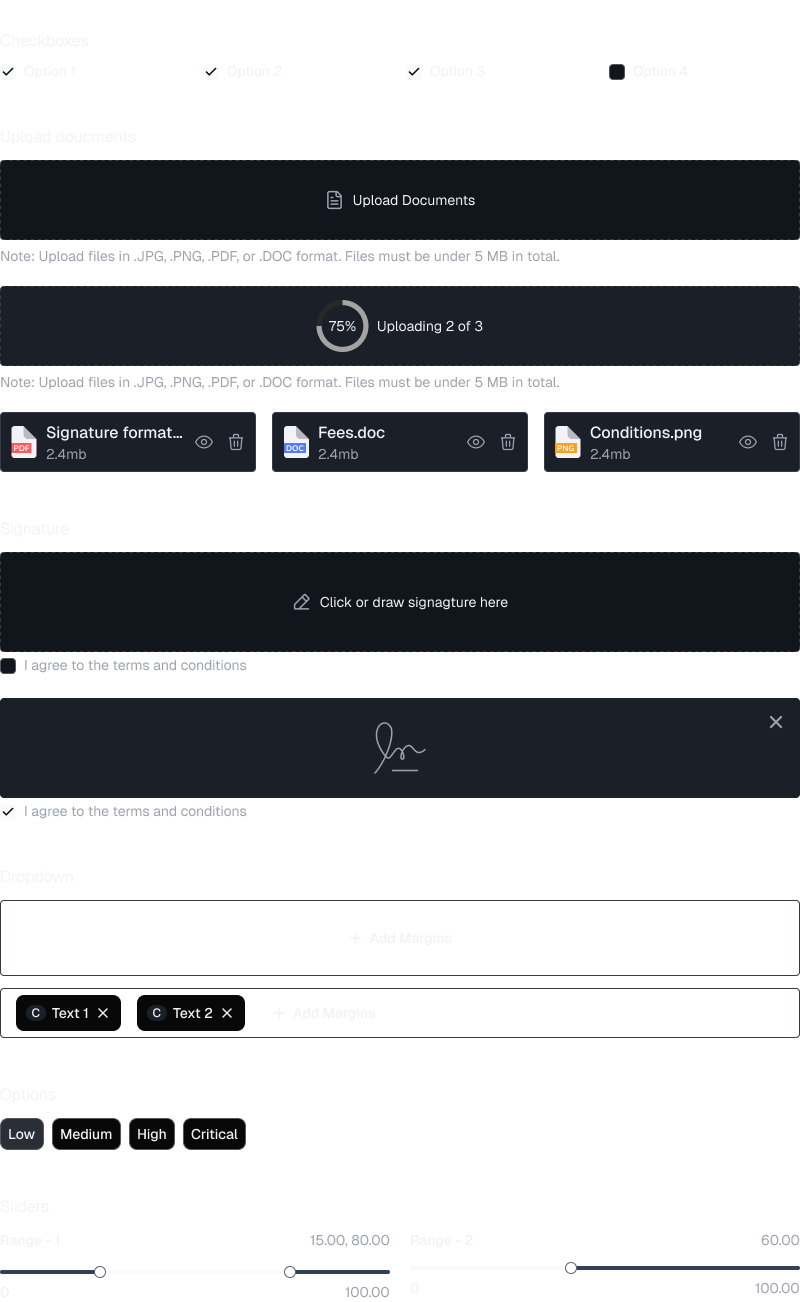 Checkboxes
Option 1
Option 2
Option 3
Option 4
Upload doucments
Upload Documents
Note: Upload files in .JPG, .PNG, .PDF, or .DOC format. Files must be under 5 MB in total.
75%
Uploading 2 of 3
Note: Upload files in .JPG, .PNG, .PDF, or .DOC format. Files must be under 5 MB in total.
PDF
Signature format...
2.4mb
DOC
Fees.doc
2.4mb
PNG
Conditions.png
2.4mb
Signature
Click or draw signagture here
I agree to the terms and conditions
I agree to the terms and conditions
Dropdown
Add Margins
C Text 1
C Text 2
Add Margins
Options
Low
Medium
High
Critical
Sliders
Range - 1
15.00, 80.00
0
100.00
Range - 2
60.00
0
100.00